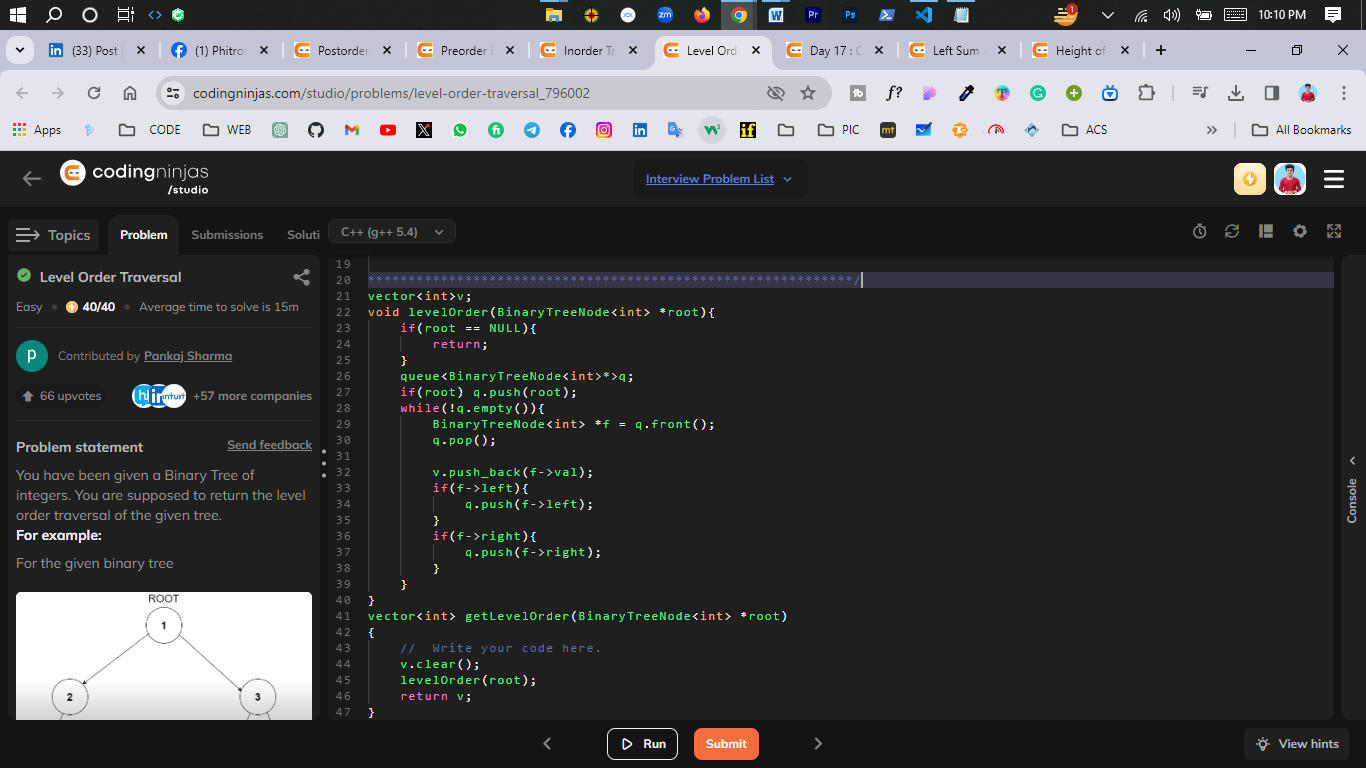 10:10 PM
(33) Post
(1) Phitron
Postorder
Preorder
Inorder Tr
Level Orde
Day 17 : C
Left Sum
Height of
codingninjas.com/studio/problems/level-order-traversal_796002
Apps
CODE
WEB
PIC
ACS
All Bookmarks
codingninjas
/studio
Interview Problem List
Topics
Problem
Submissions
Soluti
C++ (g++ 5.4)
Level Order Traversal
Easy • 40/40 • Average time to solve is 15m
p
Contributed by Pankaj Sharma
66 upvotes
+57 more companies
Problem statement
Send feedback
You have been given a Binary Tree of
integers. You are supposed to return the level
order traversal of the given tree.
For example:
For the given binary tree
ROOT
1
2 3
19
20 ************************************************************/
21 vector<int>v;
22 void levelOrder(BinaryTreeNode<int> *root){
23 if(root == NULL){
24 return;
25 }
26 queue<BinaryTreeNode<int>*>q;
27 if(root) q.push(root);
28 while(!q.empty()){
29 BinaryTreeNode<int> *f = q.front();
30 q.pop();
31
32 v.push_back(f->val);
33 if(f->left){
34 q.push(f->left);
35 }
36 if(f->right){
37 q.push(f->right);
38 }
39 }
40 }
41 vector<int> getLevelOrder(BinaryTreeNode<int> *root)
42 {
43 // Write your code here.
44 v.clear();
45 levelOrder(root);
46 return v;
47 }
Console
Run
Submit
View hints